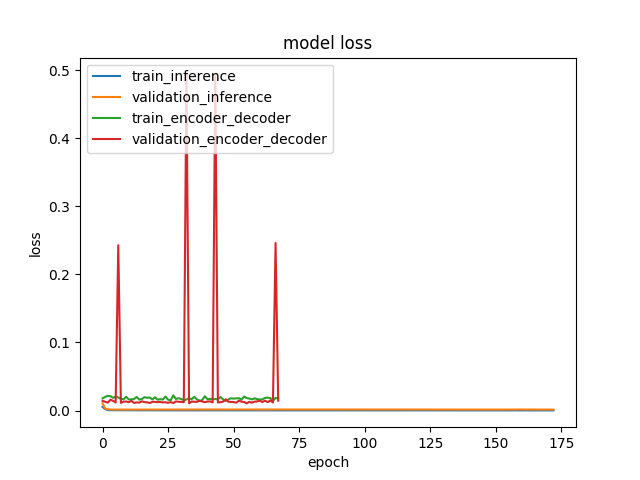 model loss
train_inference
validation_inference
train_encoder_decoder
validation_encoder_decoder
0.5
0.4
0.3
0.2
0.1
0.0
loss
0 25 50 75 100 125 150 175
epoch